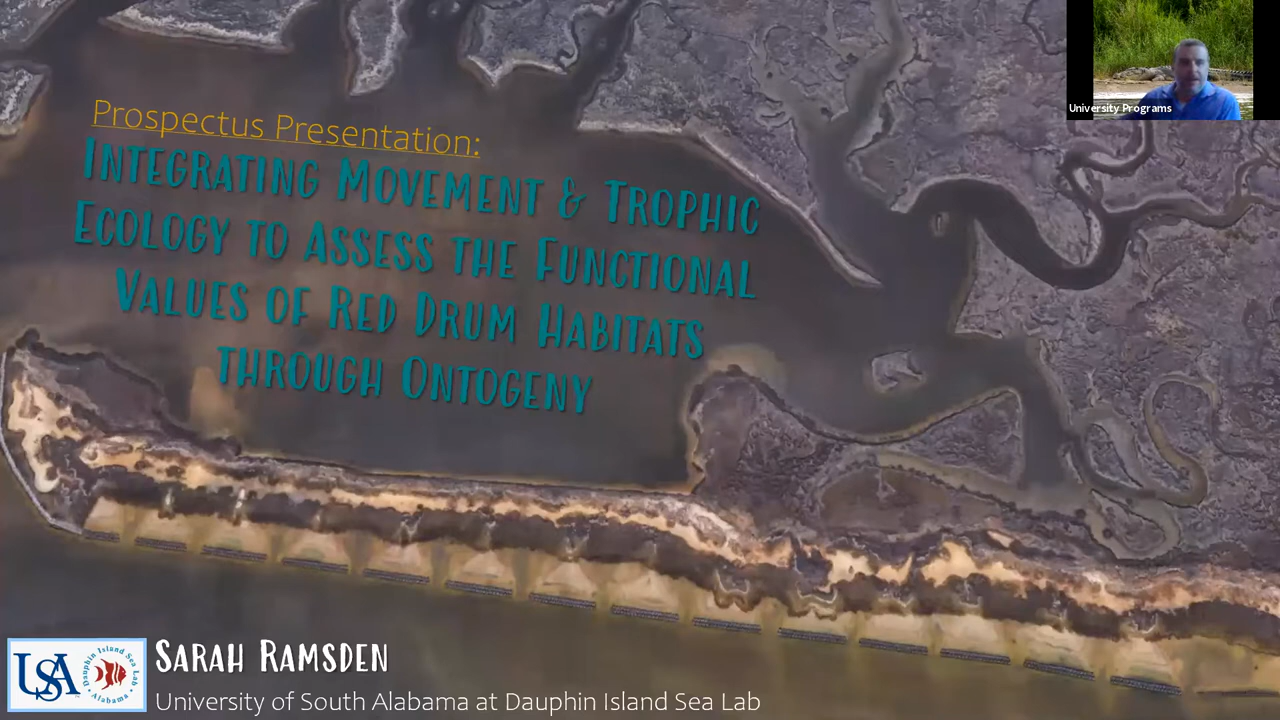 University Programs
Prospectus Presentation:
Integrating Movement & Trophic
Ecology to Assess the Functional
Values of Red Drum Habitats
through Ontogeny
USA
Dauphin Island Sea Lab
Alabama
Sarah Ramsden
University of South Alabama at Dauphin Island Sea Lab